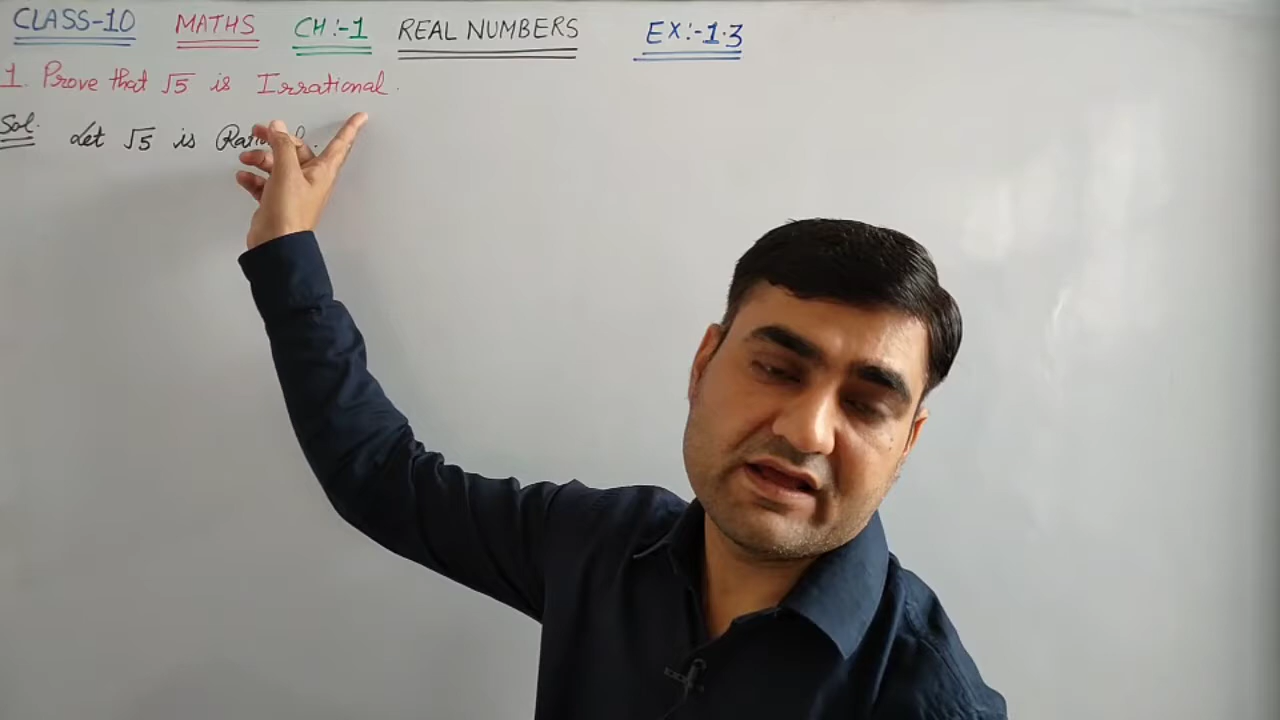 CLASS-10 MATHS CH:-1 REAL NUMBERS EX:-1.3
1. Prove that √5 is Irrational.
Sol. Let √5 is